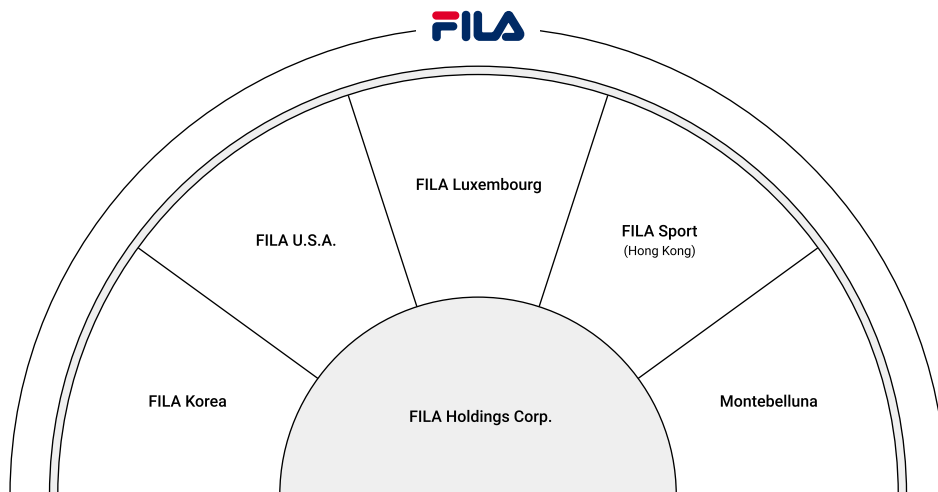 FILA
FILA Luxembourg
FILA U.S.A.
FILA Sport
(Hong Kong)
FILA Korea
FILA Holdings Corp.
Montebelluna